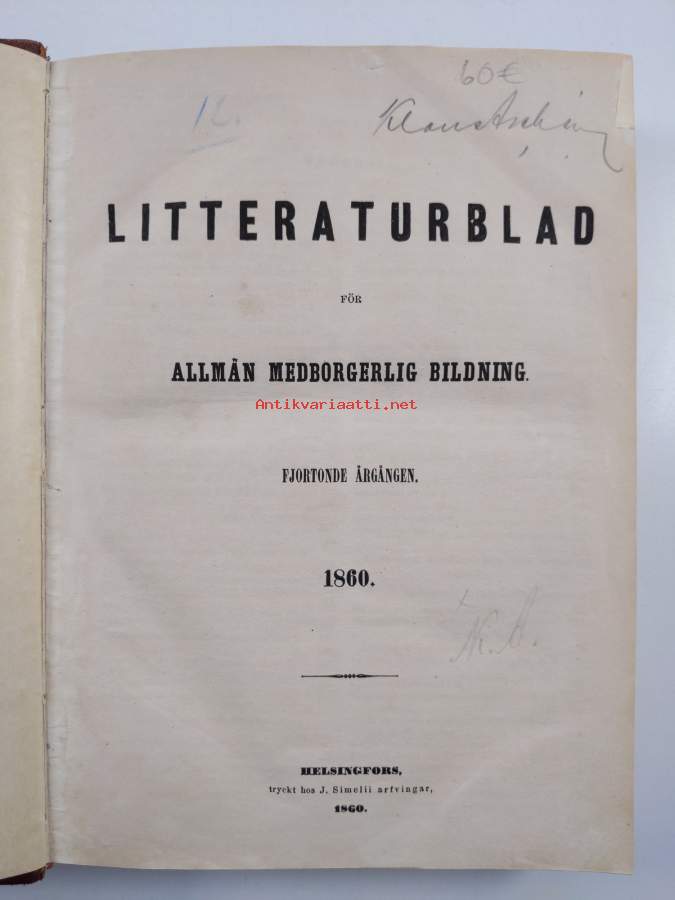 60€
12.
LITTERATURBLAD
FÖR
ALLMÄN MEDBORGERLIG BILDNING.
Antikvariaatti.net
FJORTONDE ÅRGÅNGEN.
1860.
K.A.
HELSINGFORS,
tryckt hos J. Simelii arfvingar,
1860.